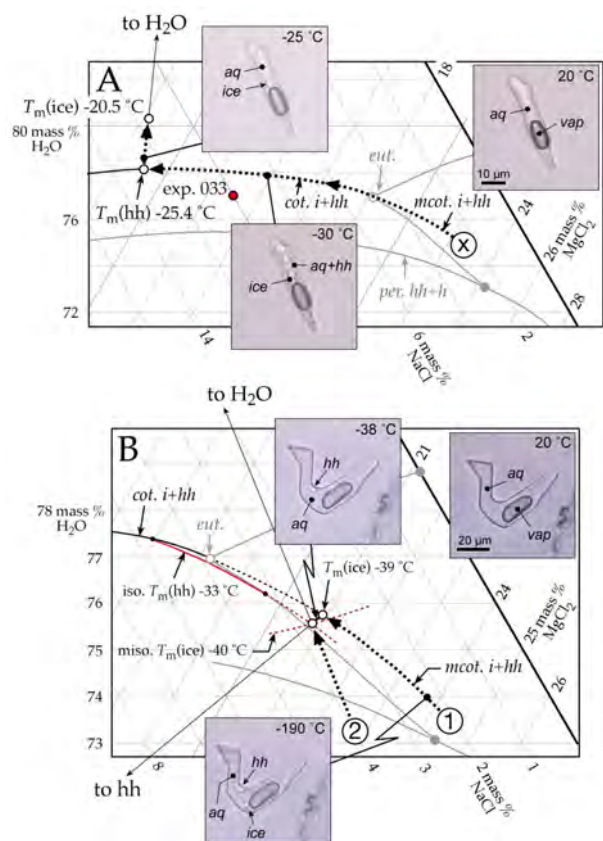 to H2O
A
-25 ˚C
aq
ice
20 ˚C
aq
vap
10 µm
18
Tm(ice) -20.5 ˚C
80 mass %
H2O
eut.
24
exp. 033
Tm(hh) -25.4 ˚C
cot. i+hh
mcot. i+hh
26 mass %
MgCl2
76
X
-30 ˚C
aq+hh
ice
per. hh+h
28
72
14
6 mass %
NaCl
2
to H2O
B
-38 ˚C
hh
aq
21
20 ˚C
aq
vap
20 µm
cot. i+hh
78 mass %
H2O
eut.
77
Tm(ice) -39 ˚C
24
iso. Tm(hh) -33 ˚C
76
25 mass %
MgCl2
75
miso. Tm(ice) -40 ˚C
mcot. i+hh
26
74
2
1
73
-190 ˚C
hh
aq
ice
to hh
8
4
3
2 mass %
NaCl
1